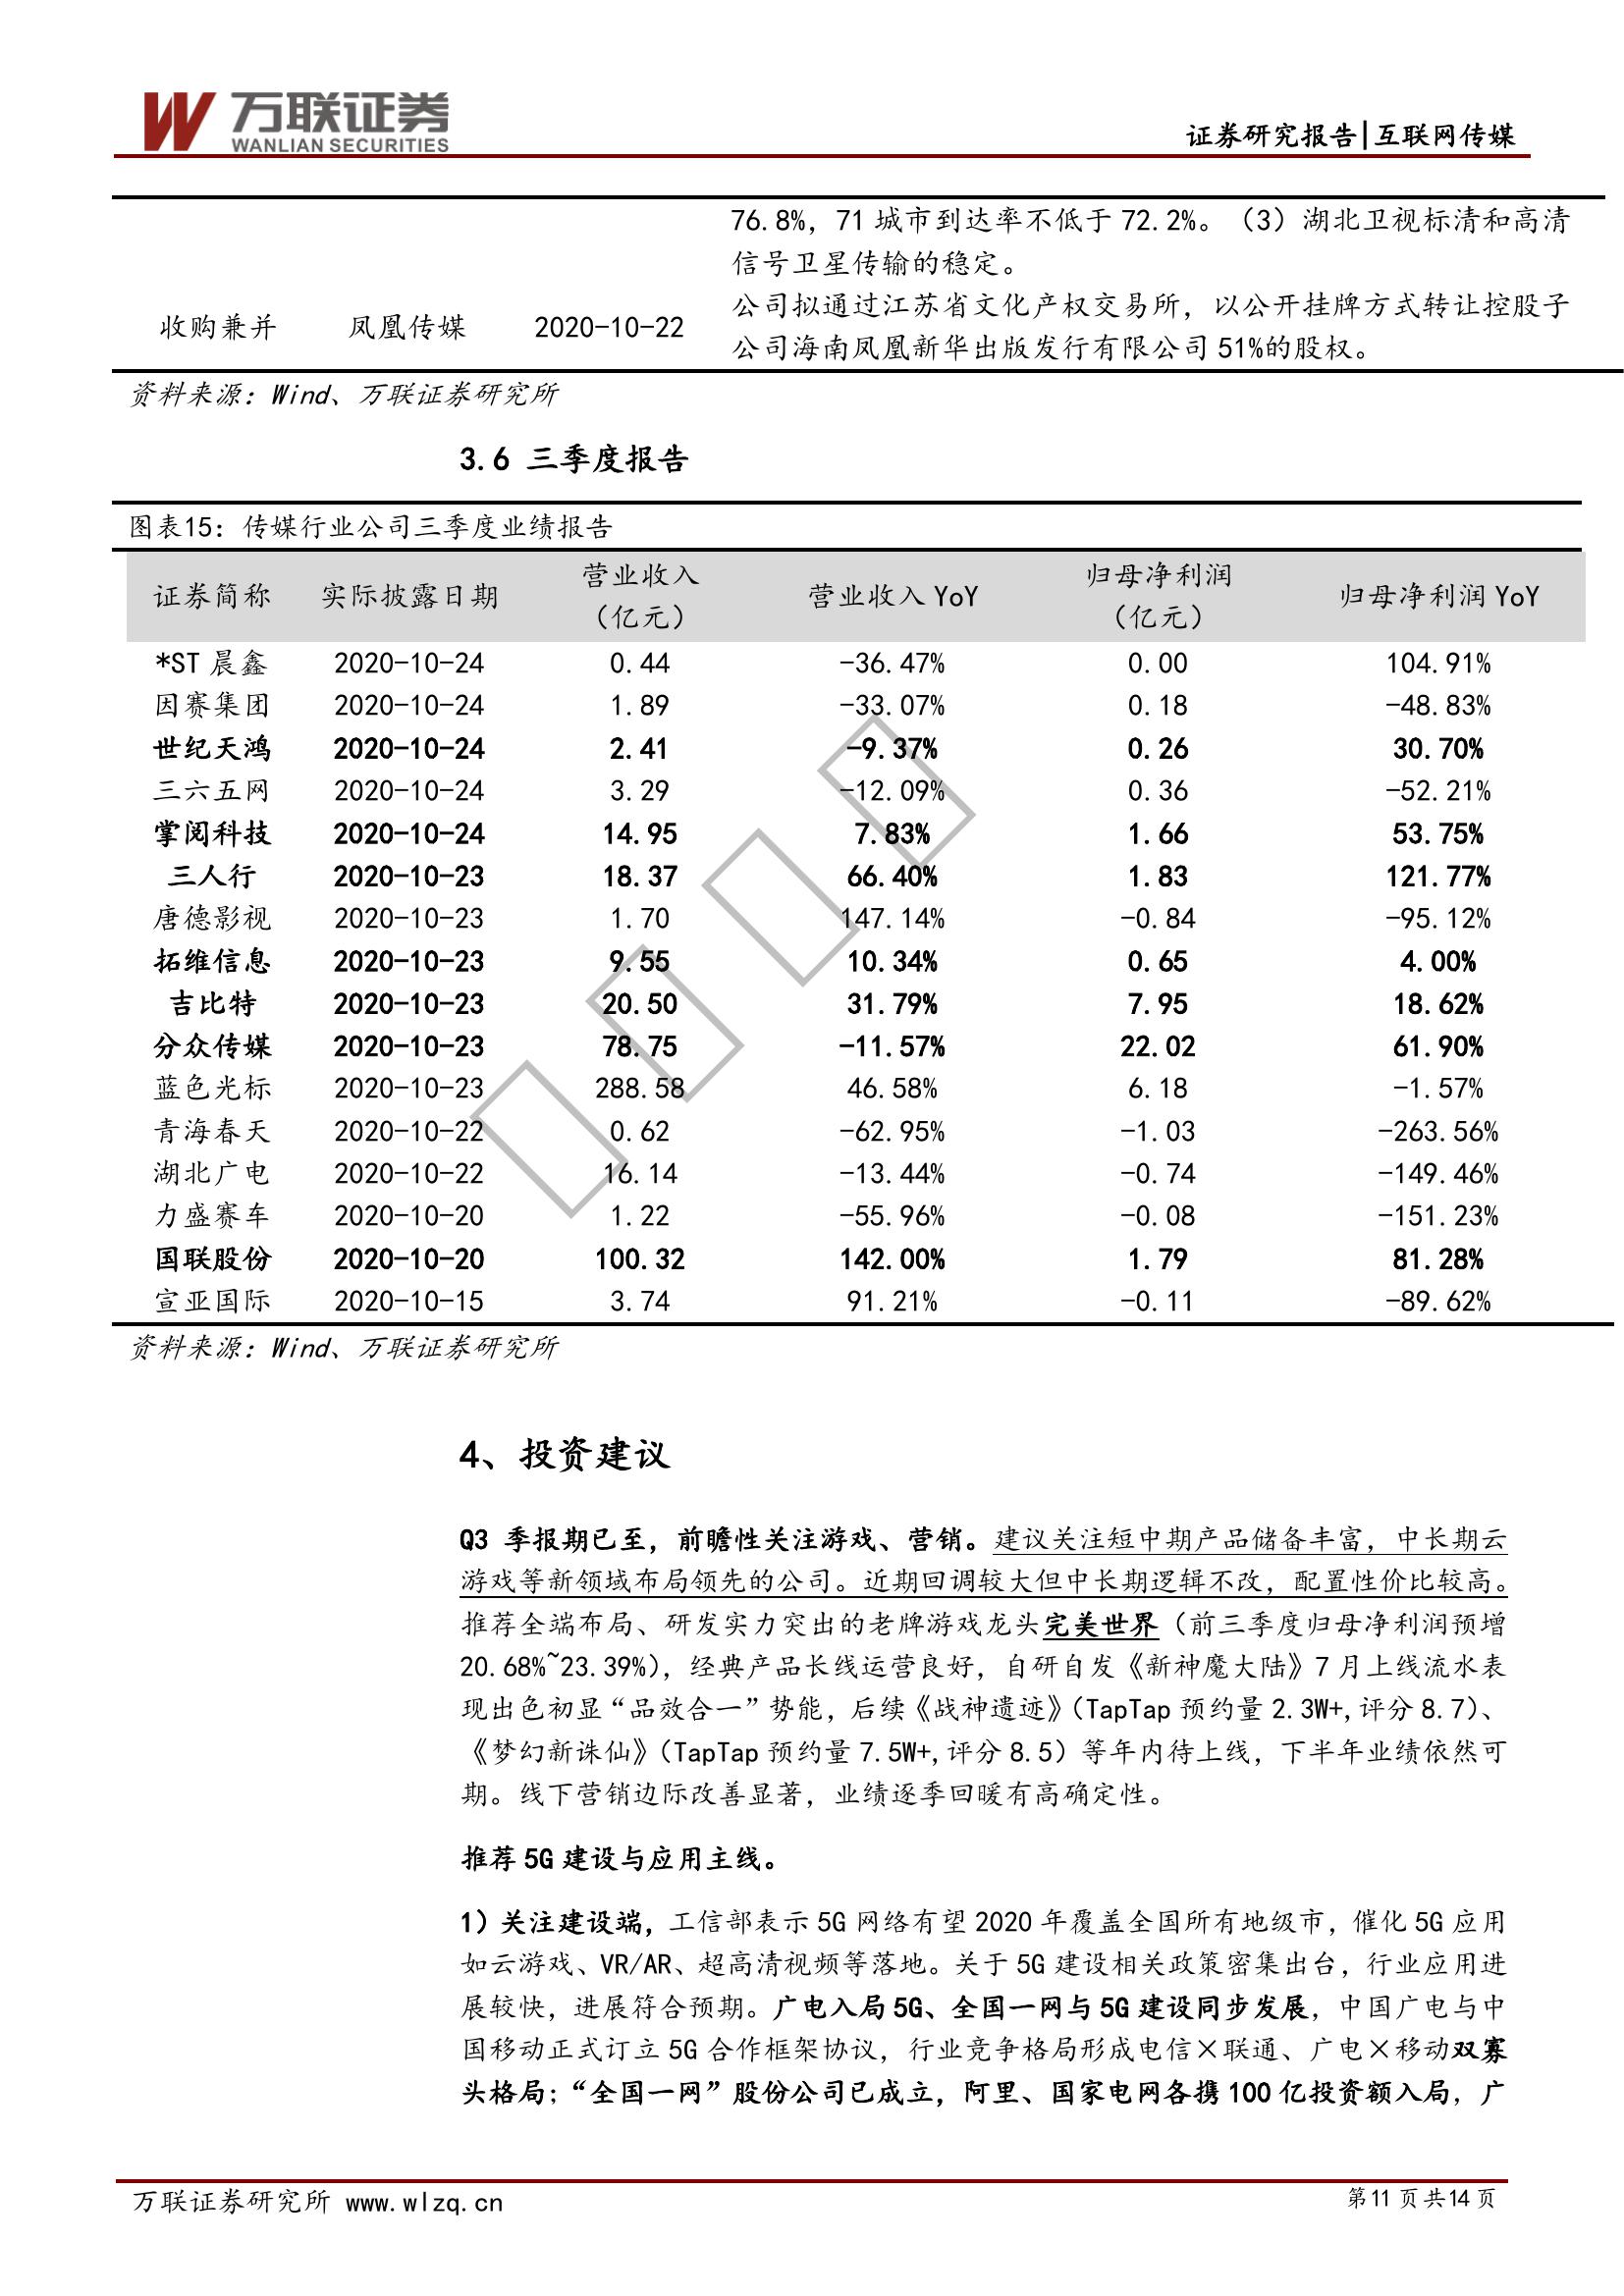 万联证券
WANLIAN SECURITIES
证券研究报告|互联网传媒
76.8%，71 城市到达率不低于 72.2%。（3）湖北卫视标清和高清
信号卫星传输的稳定。
收购兼并 凤凰传媒 2020-10-22 公司拟通过江苏省文化产权交易所，以公开挂牌方式转让控股子
公司海南凤凰新华出版发行有限公司 51%的股权。
资料来源：Wind、万联证券研究所
3.6 三季度报告
图表15：传媒行业公司三季度业绩报告
证券简称 实际披露日期 营业收入（亿元） 营业收入 YoY 归母净利润（亿元） 归母净利润 YoY
*ST 晨鑫 2020-10-24 0.44 -36.47% 0.00 104.91%
因赛集团 2020-10-24 1.89 -33.07% 0.18 -48.83%
世纪天鸿 2020-10-24 2.41 -9.37% 0.26 30.70%
三六五网 2020-10-24 3.29 -12.09% 0.36 -52.21%
掌阅科技 2020-10-24 14.95 7.83% 1.66 53.75%
三人行 2020-10-23 18.37 66.40% 1.83 121.77%
唐德影视 2020-10-23 1.70 147.14% -0.84 -95.12%
拓维信息 2020-10-23 9.55 10.34% 0.65 4.00%
吉比特 2020-10-23 20.50 31.79% 7.95 18.62%
分众传媒 2020-10-23 78.75 -11.57% 22.02 61.90%
蓝色光标 2020-10-23 288.58 46.58% 6.18 -1.57%
青海春天 2020-10-22 0.62 -62.95% -1.03 -263.56%
湖北广电 2020-10-22 16.14 -13.44% -0.74 -149.46%
力盛赛车 2020-10-20 1.22 -55.96% -0.08 -151.23%
国联股份 2020-10-20 100.32 142.00% 1.79 81.28%
宣亚国际 2020-10-15 3.74 91.21% -0.11 -89.62%
资料来源：Wind、万联证券研究所
4、投资建议
Q3 季报期已至，前瞻性关注游戏、营销。建议关注短中期产品储备丰富，中长期云
游戏等新领域布局领先的公司。近期回调较大但中长期逻辑不改，配置性价比较高。
推荐全端布局、研发实力突出的老牌游戏龙头完美世界（前三季度归母净利润预增
20.68%~23.39%），经典产品长线运营良好，自研自发《新神魔大陆》7 月上线流水表
现出色初显“品效合一”势能，后续《战神遗迹》（TapTap 预约量 2.3W+,评分 8.7）、
《梦幻新诛仙》（TapTap 预约量 7.5W+,评分 8.5）等年内待上线，下半年业绩依然可
期。线下营销边际改善显著，业绩逐季回暖有高确定性。
推荐 5G 建设与应用主线。
1）关注建设端，工信部表示 5G 网络有望 2020 年覆盖全国所有地级市，催化 5G 应用
如云游戏、VR/AR、超高清视频等落地。关于 5G 建设相关政策密集出台，行业应用进
展较快，进展符合预期。广电入局 5G、全国一网与 5G 建设同步发展，中国广电与中
国移动正式订立 5G 合作框架协议，行业竞争格局形成电信×联通、广电×移动双寡
头格局；“全国一网”股份公司已成立，阿里、国家电网各携 100 亿投资额入局，广
万联证券研究所 www.wlzq.cn
第 11 页 共 14 页